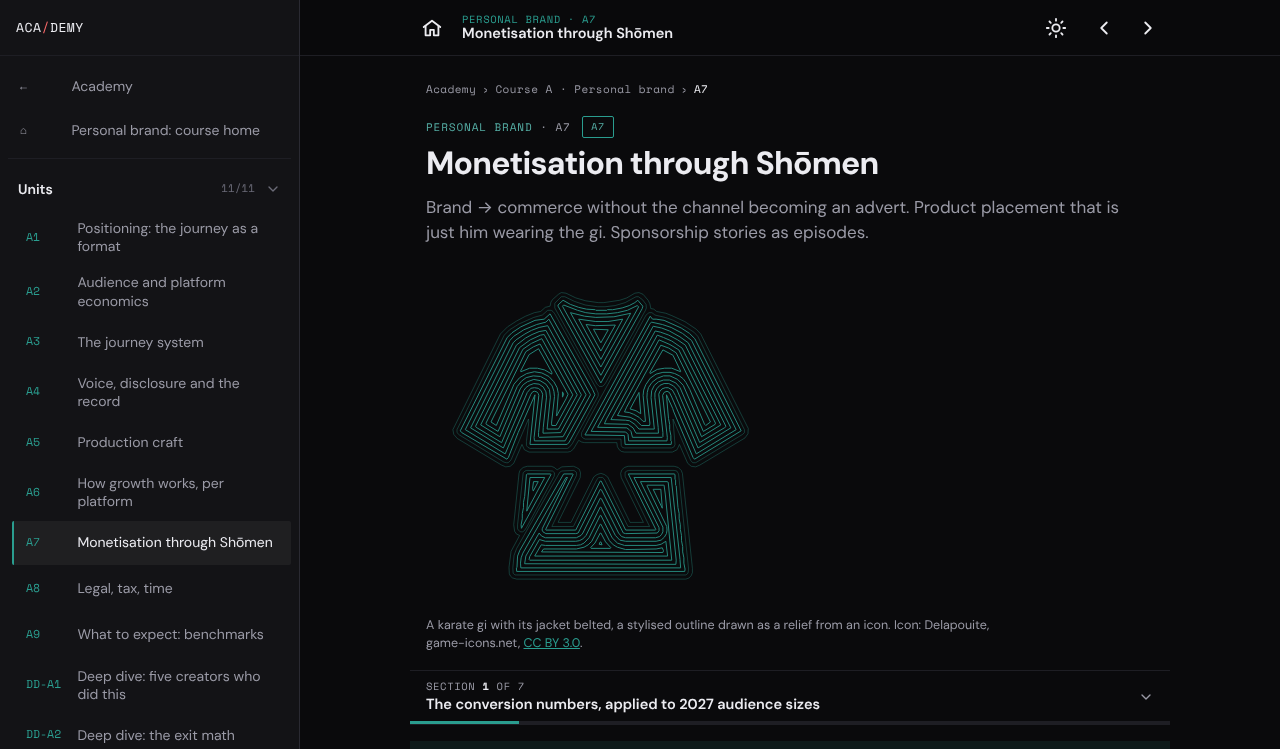 ACA/DEMY
← Academy
⌂ Personal brand: course home
Units 11/11
A1 Positioning: the journey as a
format
A2 Audience and platform
economics
A3 The journey system
A4 Voice, disclosure and the
record
A5 Production craft
A6 How growth works, per
platform
A7 Monetisation through Shōmen
A8 Legal, tax, time
A9 What to expect: benchmarks
DD-A1 Deep dive: five creators who
did this
DD-A2 Deep dive: the exit math
PERSONAL BRAND · A7
Monetisation through Shōmen
Academy › Course A · Personal brand › A7
PERSONAL BRAND · A7 A7
Monetisation through Shōmen
Brand → commerce without the channel becoming an advert. Product placement that is
just him wearing the gi. Sponsorship stories as episodes.
A karate gi with its jacket belted, a stylised outline drawn as a relief from an icon. Icon: Delapouite,
game-icons.net, CC BY 3.0.
SECTION 1 OF 7
The conversion numbers, applied to 2027 audience sizes